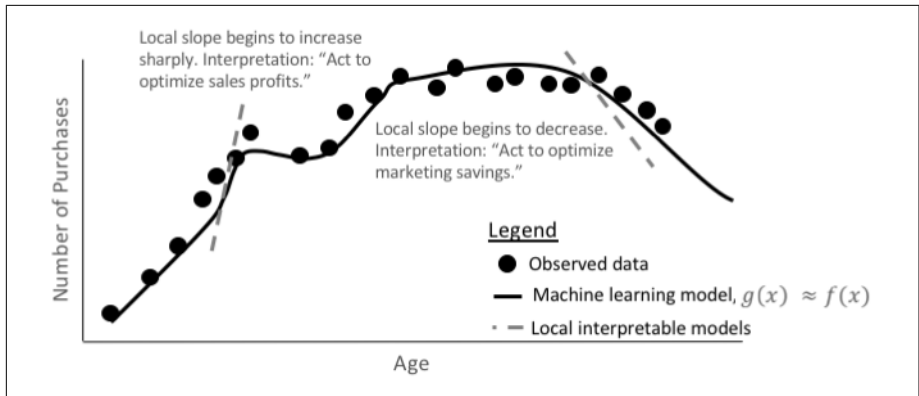 Local slope begins to increase
sharply. Interpretation: “Act to
optimize sales profits.”
Number of Purchases
Local slope begins to decrease.
Interpretation: “Act to optimize
marketing savings.”
Legend
Observed data
Machine learning model, g(x) ≈ f(x)
Local interpretable models
Age